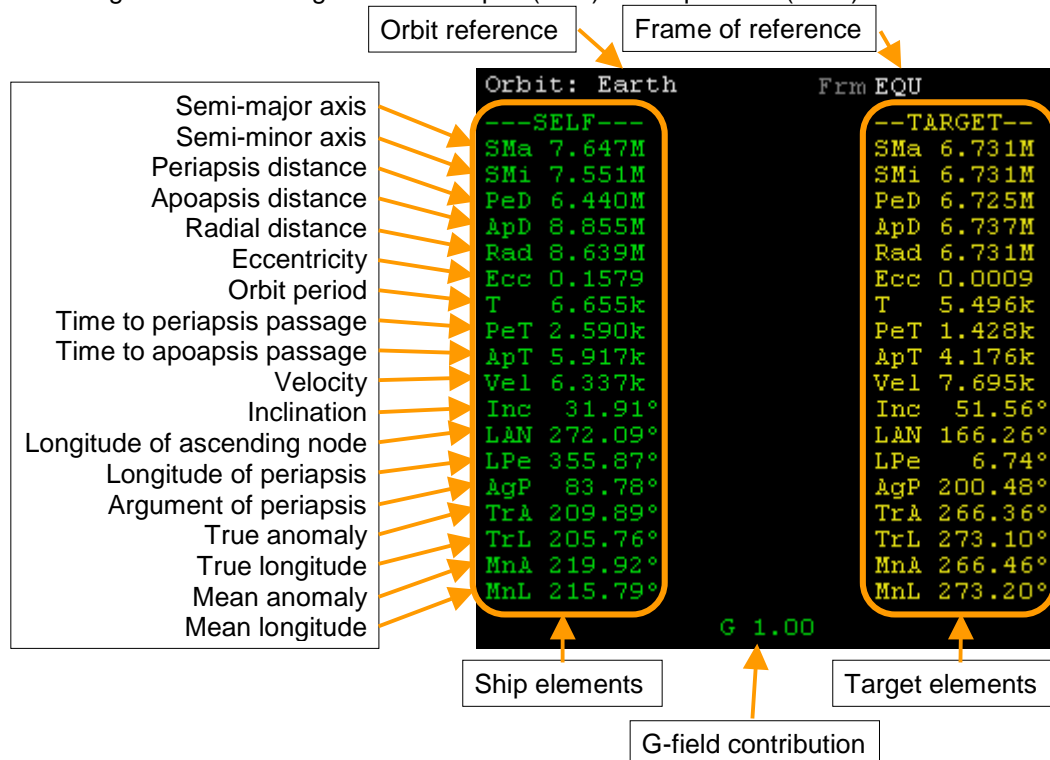 Orbit reference
Frame of reference
Semi-major axis
Semi-minor axis
Periapsis distance
Apoapsis distance
Radial distance
Eccentricity
Orbit period
Time to periapsis passage
Time to apoapsis passage
Velocity
Inclination
Longitude of ascending node
Longitude of periapsis
Argument of periapsis
True anomaly
True longitude
Mean anomaly
Mean longitude
Orbit: Earth Frm EQU
---SELF---
SMa 7.647M
SMi 7.551M
PeD 6.440M
ApD 8.855M
Rad 8.639M
Ecc 0.1579
T 6.655k
PeT 2.590k
ApT 5.917k
Vel 6.337k
Inc 31.91°
LAN 272.09°
LPe 355.87°
AgP 83.78°
TrA 209.89°
TrL 205.76°
MnA 219.92°
MnL 215.79°
--TARGET--
SMa 6.731M
SMi 6.731M
PeD 6.725M
ApD 6.737M
Rad 6.731M
Ecc 0.0009
T 5.496k
PeT 1.428k
ApT 4.176k
Vel 7.695k
Inc 51.56°
LAN 166.26°
LPe 6.74°
AgP 200.48°
TrA 266.36°
TrL 273.10°
MnA 266.46°
MnL 273.20°
G 1.00
Ship elements
Target elements
G-field contribution